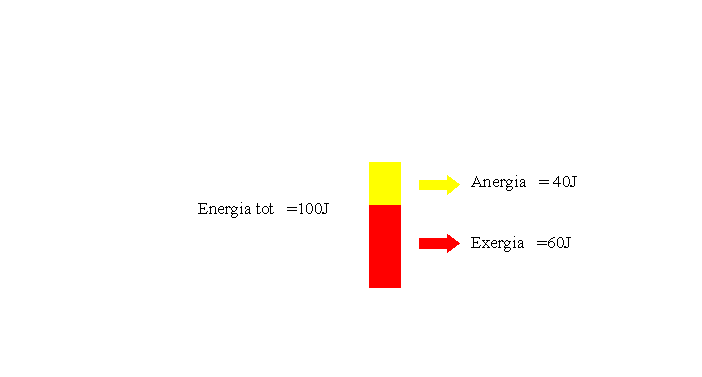 Anergia = 40J
Energia tot =100J
Exergia =60J